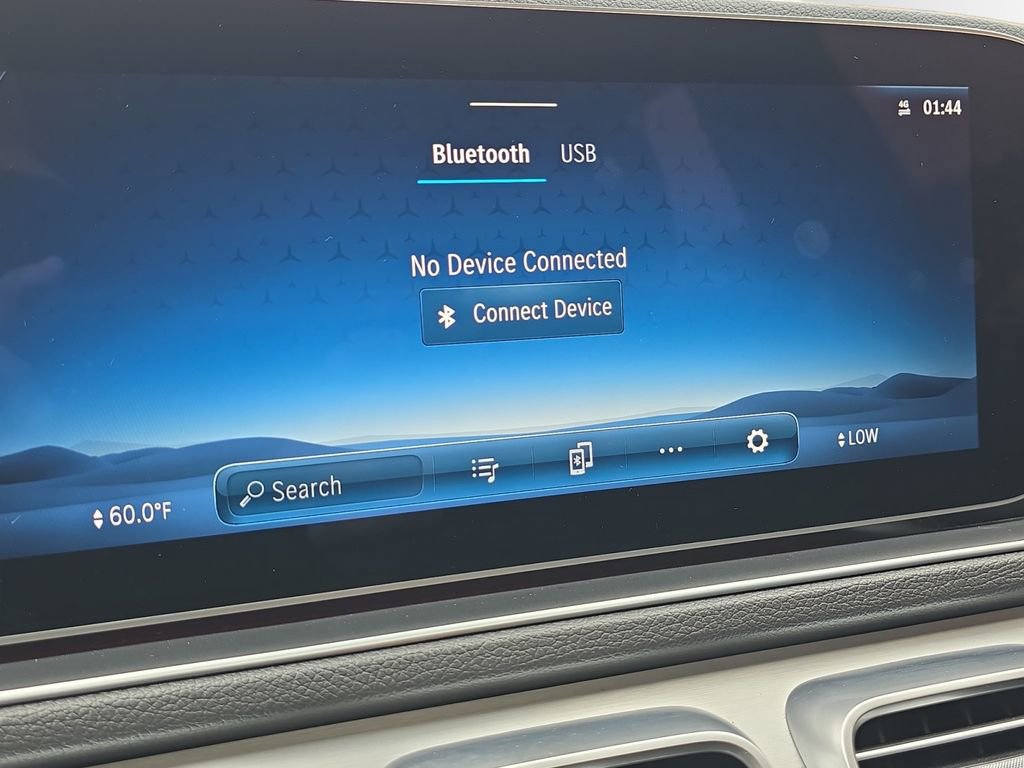 4G 01:44
Bluetooth USB
No Device Connected
Connect Device
LOW
Search
60.0°F